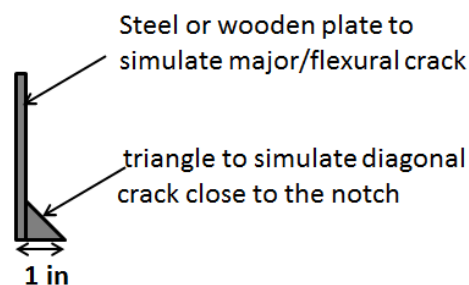 Steel or wooden plate to
simulate major/flexural crack
triangle to simulate diagonal
crack close to the notch
1 in